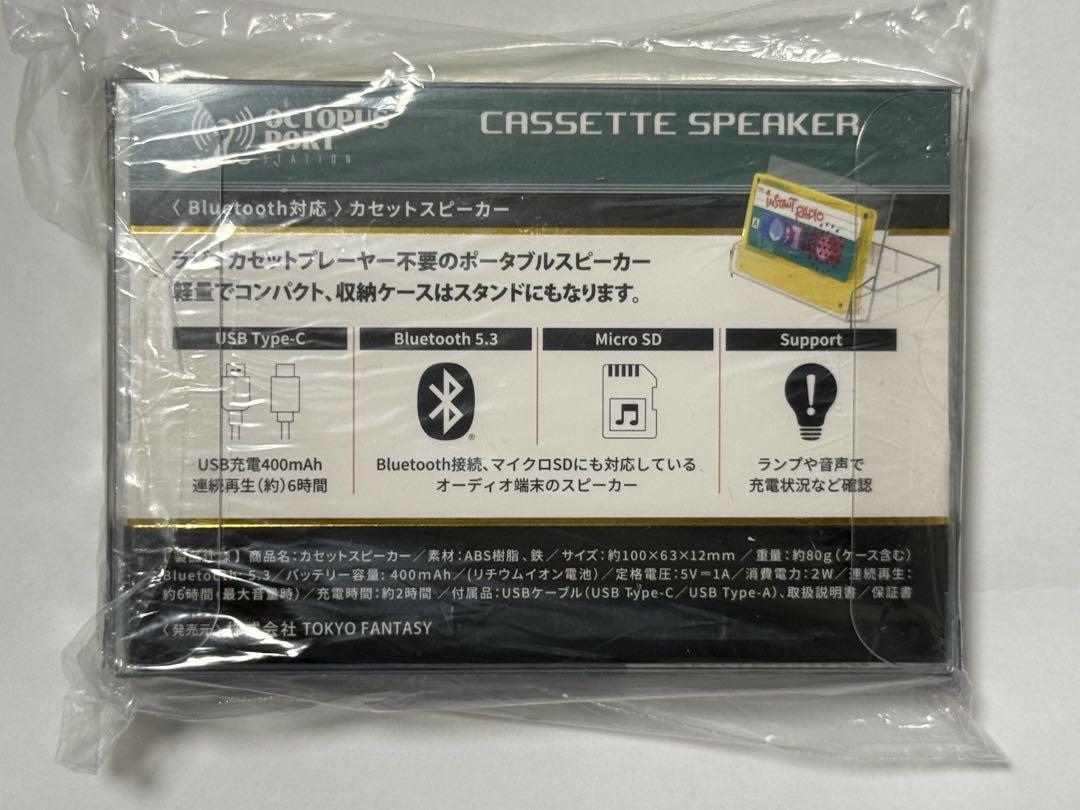 OCTOPUS
PORT
STATION
CASSETTE SPEAKER
〈 Bluetooth対応 〉カセットスピーカー
INSTANT RADIO
A
カセットプレーヤー不要のポータブルスピーカー
軽量でコンパクト、収納ケースはスタンドにもなります。
USB Type-C
Bluetooth 5.3
Micro SD
Support
USB充電400mAh
連続再生(約)6時間
Bluetooth接続、マイクロSDにも対応している
オーディオ端末のスピーカー
ランプや音声で
充電状況など確認
【製品仕様】商品名:カセットスピーカー/素材:ABS樹脂、鉄/サイズ:約100×63×12mm/重量:約80g(ケース含む)
Bluetooth: 5.3/バッテリー容量: 400mAh/(リチウムイオン電池)/定格電圧:5V=1A/消費電力:2W/連続再生:
約6時間(最大音量時)/充電時間:約2時間/付属品:USBケーブル(USB Type-C/USB Type-A)、取扱説明書/保証書
〈発売元〉株式会社 TOKYO FANTASY